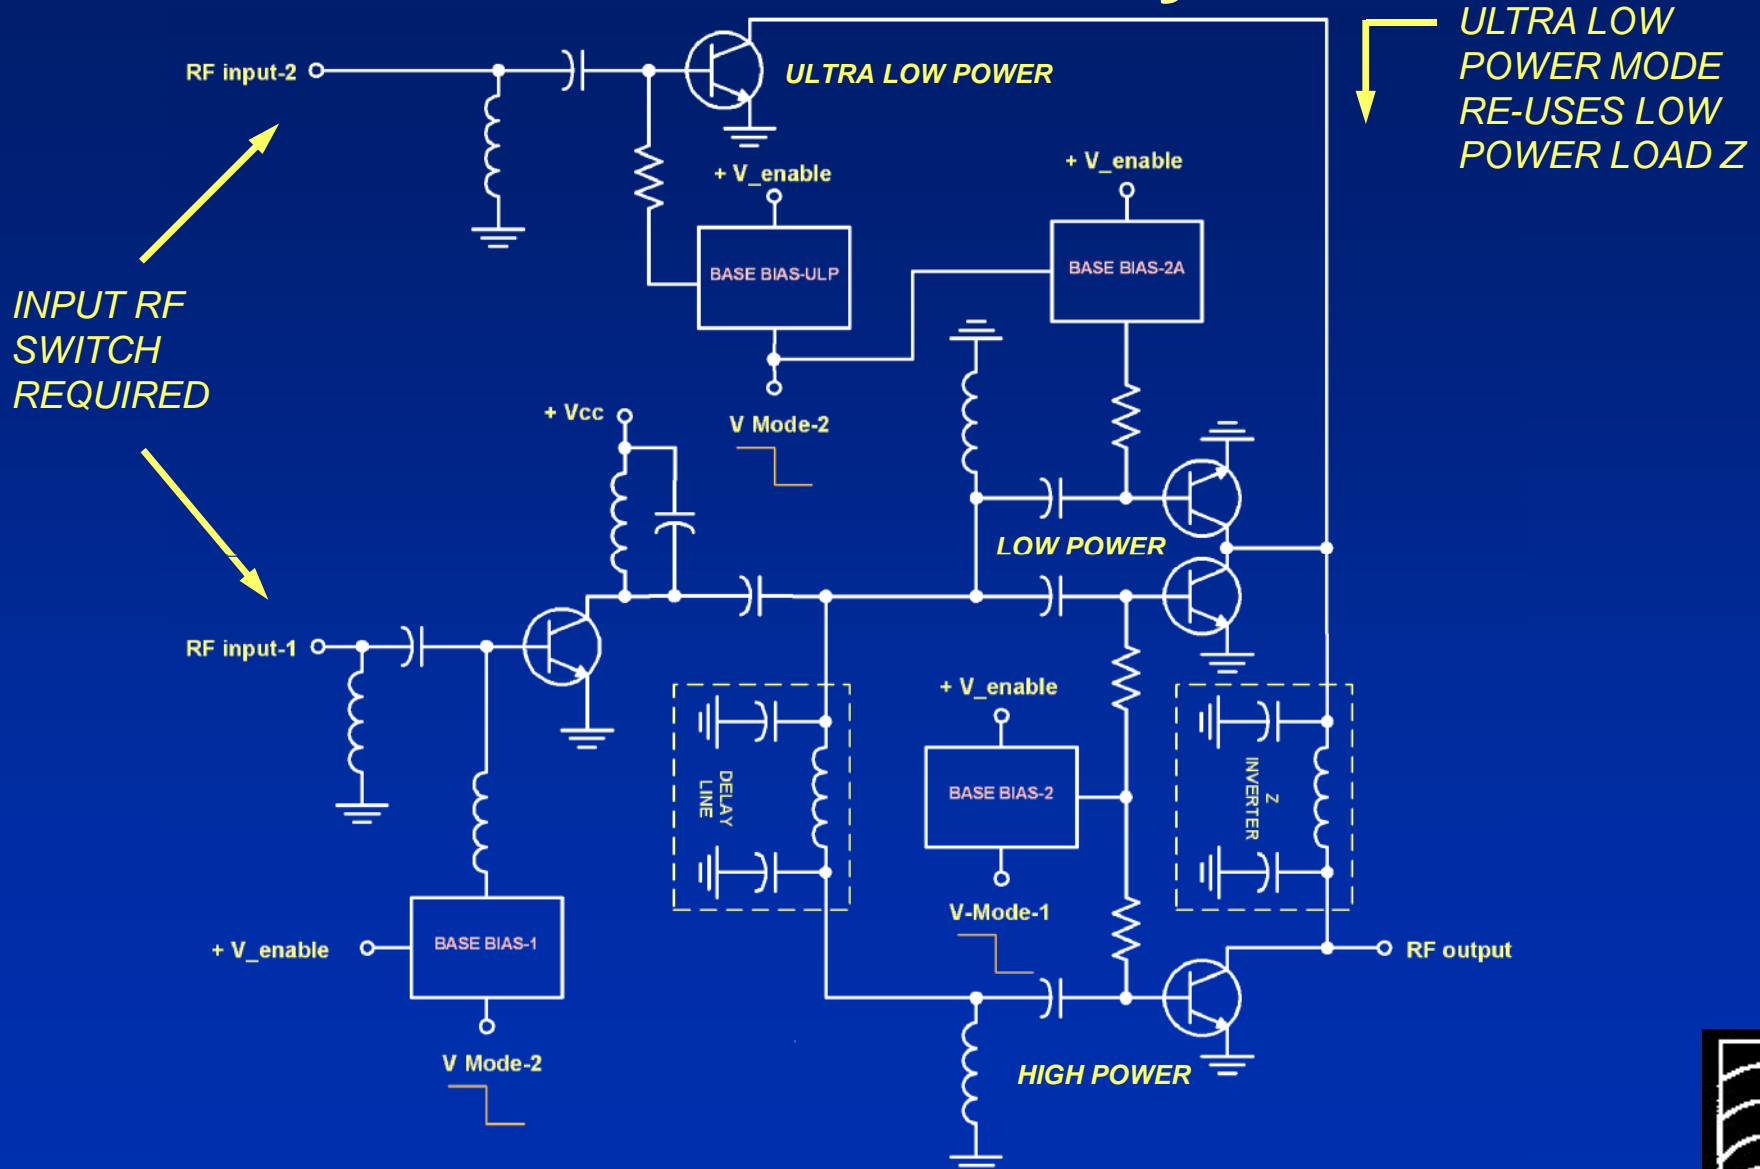 ULTRA LOW
POWER MODE
RE-USES LOW
POWER LOAD Z
RF input-2
ULTRA LOW POWER
+ V_enable
+ V_enable
BASE BIAS-ULP
BASE BIAS-2A
INPUT RF
SWITCH
REQUIRED
+ Vcc
V Mode-2
LOW POWER
RF input-1
+ V_enable
DELAY
LINE
BASE BIAS-2
Z
INVERTER
V-Mode-1
BASE BIAS-1
+ V_enable
RF output
V Mode-2
HIGH POWER